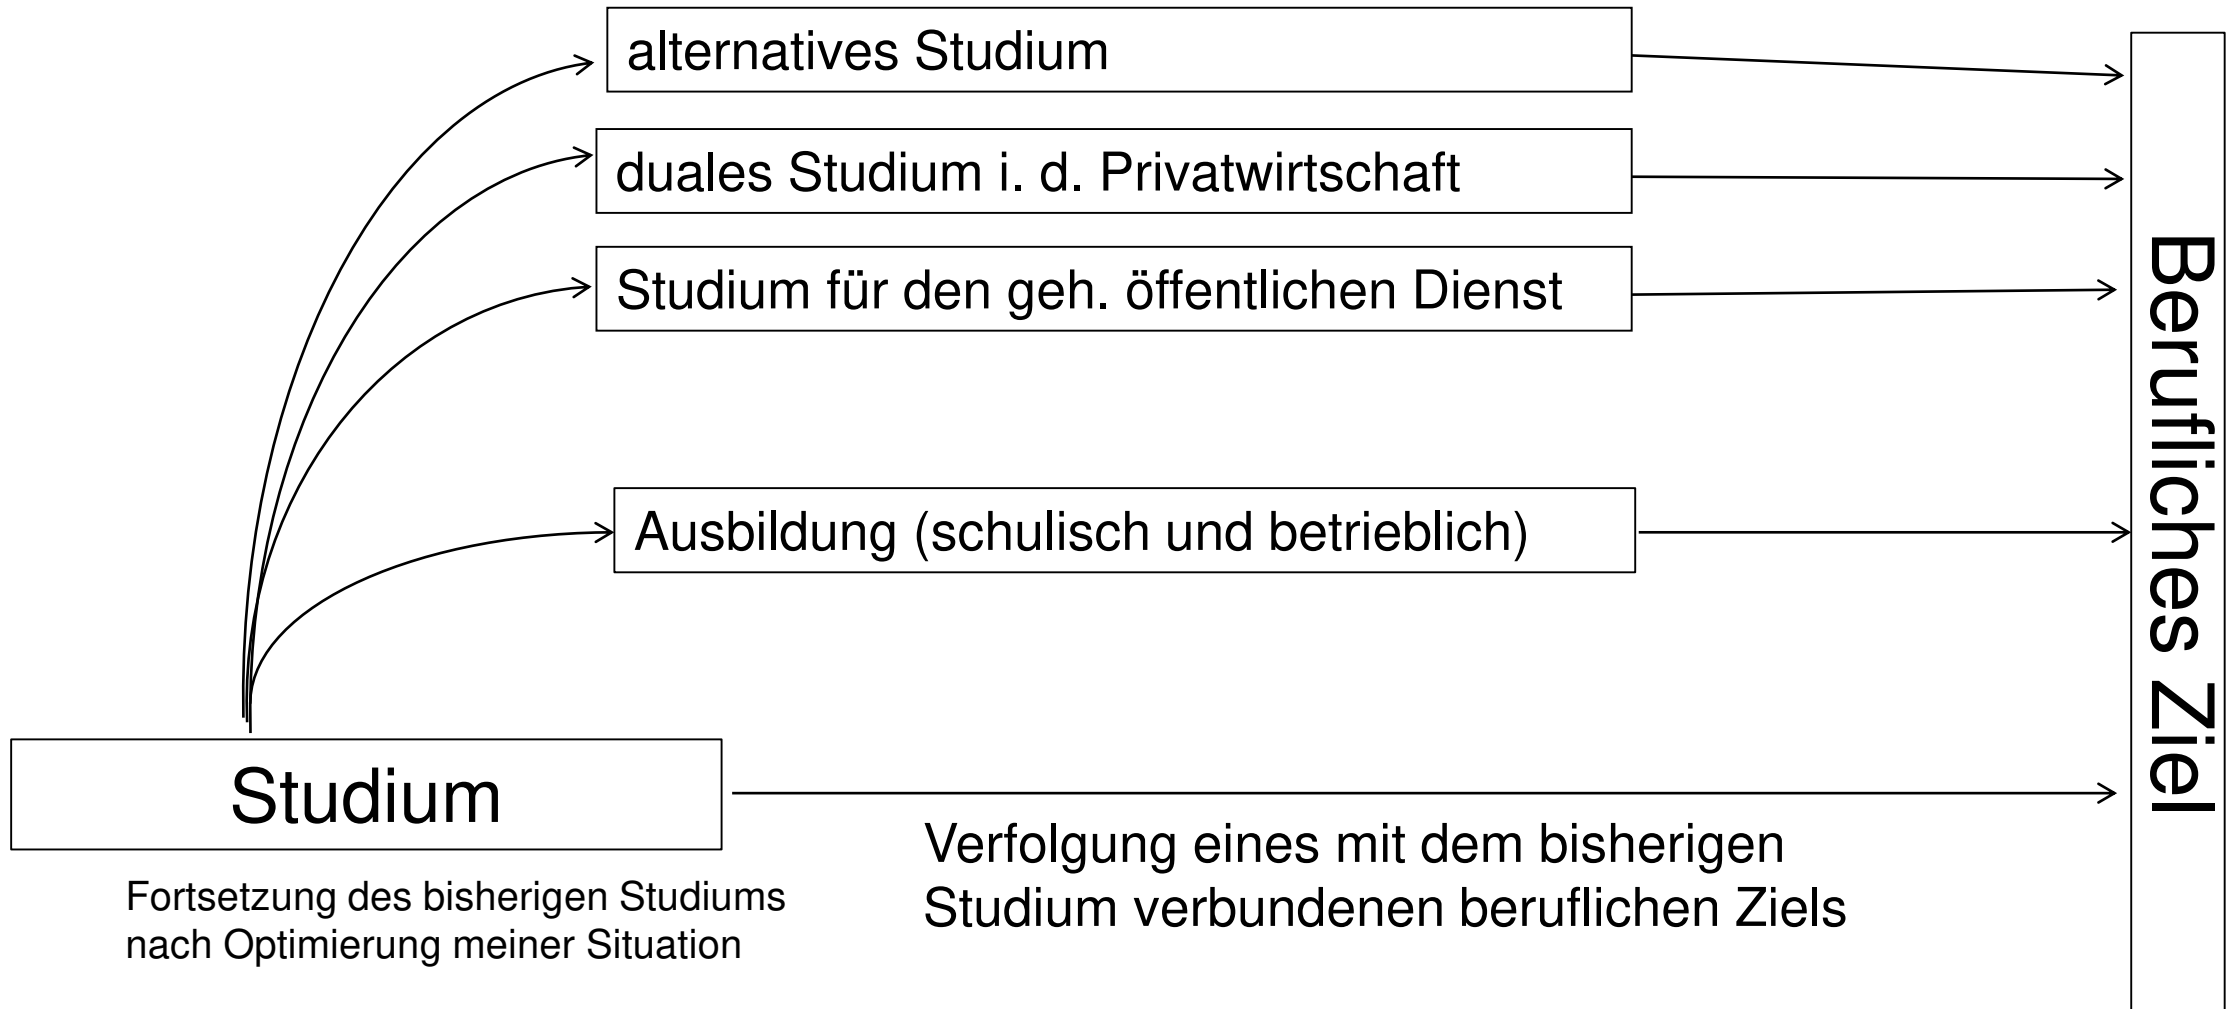 alternatives Studium
duales Studium i. d. Privatwirtschaft
Studium für den geh. öffentlichen Dienst
Ausbildung (schulisch und betrieblich)
Studium
Fortsetzung des bisherigen Studiums
nach Optimierung meiner Situation
Verfolgung eines mit dem bisherigen
Studium verbundenen beruflichen Ziels
Berufliches Ziel